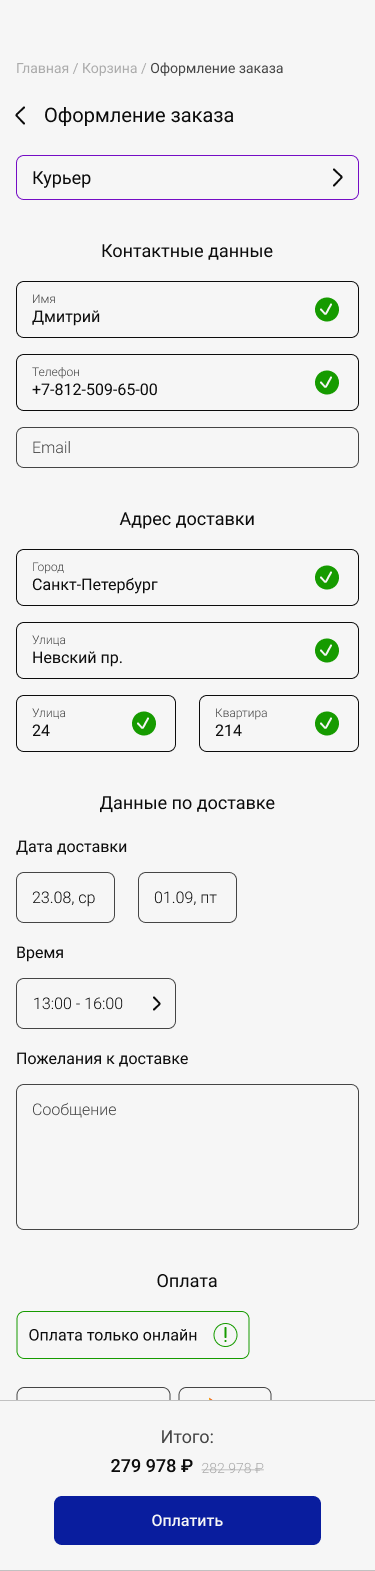 Главная / Корзина / Оформление заказа
Оформление заказа
Курьер
Контактные данные
Имя
Дмитрий
Телефон
+7-812-509-65-00
Email
Адрес доставки
Город
Санкт-Петербург
Улица
Невский пр.
Улица
24
Квартира
214
Данные по доставке
Дата доставки
23.08, ср
01.09, пт
Время
13:00 - 16:00
Пожелания к доставке
Сообщение
Оплата
Оплата только онлайн
Итого:
279 978 ₽ 282 978 ₽
Оплатить